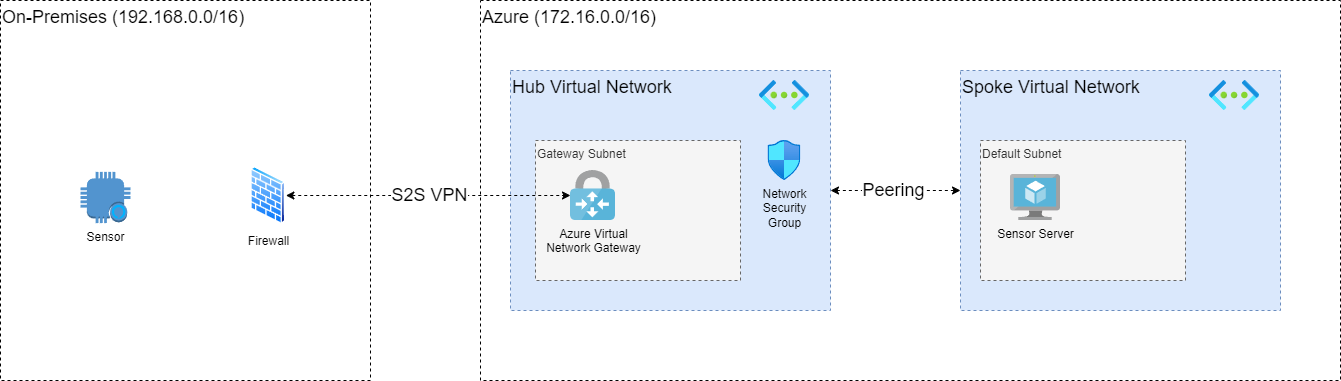 On-Premises (192.168.0.0/16)
Azure (172.16.0.0/16)
Hub Virtual Network
Spoke Virtual Network
Gateway Subnet
Default Subnet
S2S VPN
Peering
Sensor
Firewall
Azure Virtual
Network Gateway
Network
Security
Group
Sensor Server